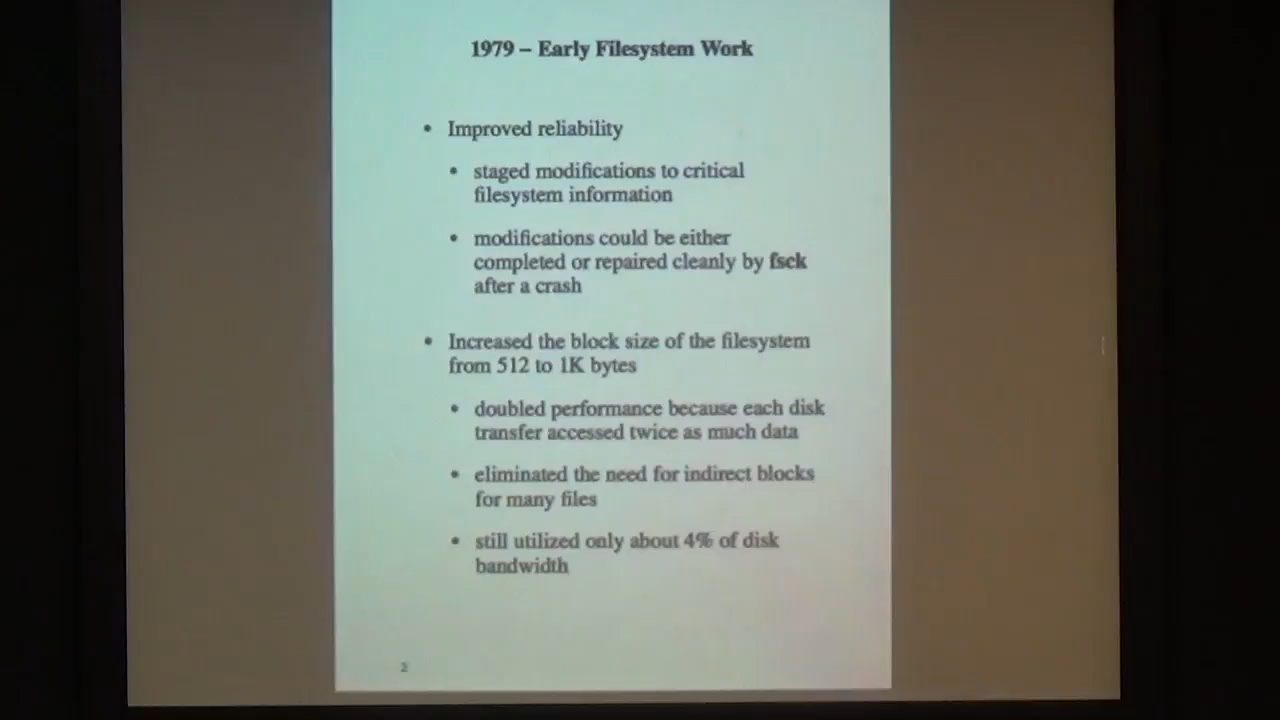 1979 – Early Filesystem Work
• Improved reliability
• staged modifications to critical
filesystem information
• modifications could be either
completed or repaired cleanly by fsck
after a crash
• Increased the block size of the filesystem
from 512 to 1K bytes
• doubled performance because each disk
transfer accessed twice as much data
• eliminated the need for indirect blocks
for many files
• still utilized only about 4% of disk
bandwidth
2